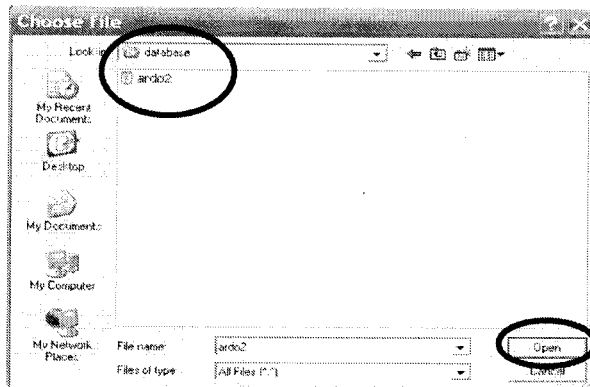 Choose File
Look in: database
ardo2
My Recent
Documents
Desktop
My Documents
My Computer
My Network
Places
File name: ardo2
Open
Files of type: All Files (*.*)
Cancel